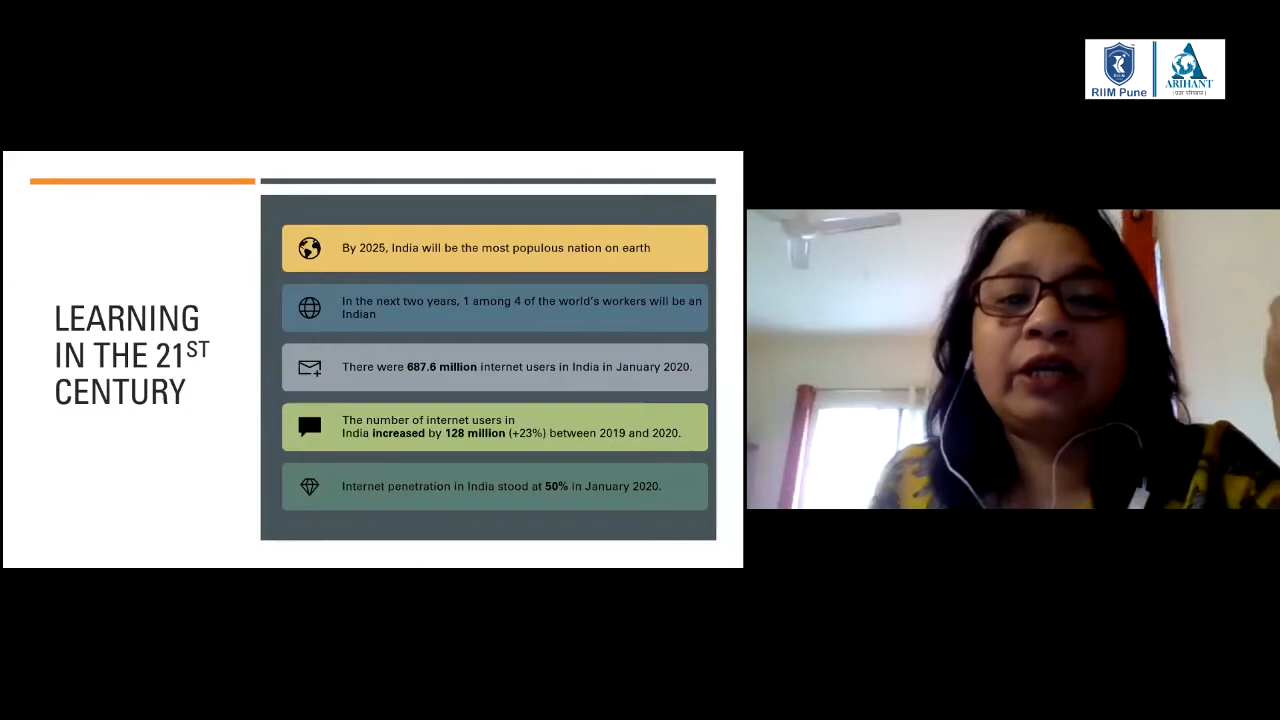 RIIM Pune
ARIHANT
LEARNING
IN THE 21ST
CENTURY
By 2025, India will be the most populous nation on earth
In the next two years, 1 among 4 of the world's workers will be an
Indian
There were 687.6 million internet users in India in January 2020.
The number of internet users in
India increased by 128 million (+23%) between 2019 and 2020.
Internet penetration in India stood at 50% in January 2020.